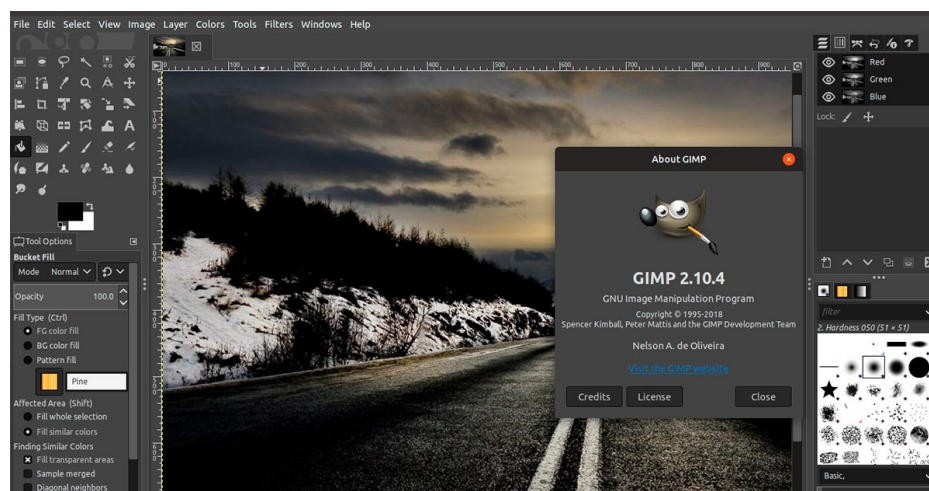 File Edit Select View Image Layer Colors Tools Filters Windows Help
Red
Green
Blue
Lock:
About GIMP
GIMP 2.10.4
GNU Image Manipulation Program
Copyright © 1995-2018
Spencer Kimball, Peter Mattis and the GIMP Development Team
Nelson A. de Oliveira
Visit the GIMP website
Credits License Close
Tool Options
Bucket Fill
Mode Normal
Opacity 100.0
Fill Type (Ctrl)
FG color fill
BG color fill
Pattern fill
Pine
Affected Area (Shift)
Fill whole selection
Fill similar colors
Finding Similar Colors
Fill transparent areas
Sample merged
Diagonal neighbors
filter
2. Hardness 050 (51 × 51)
Basic,